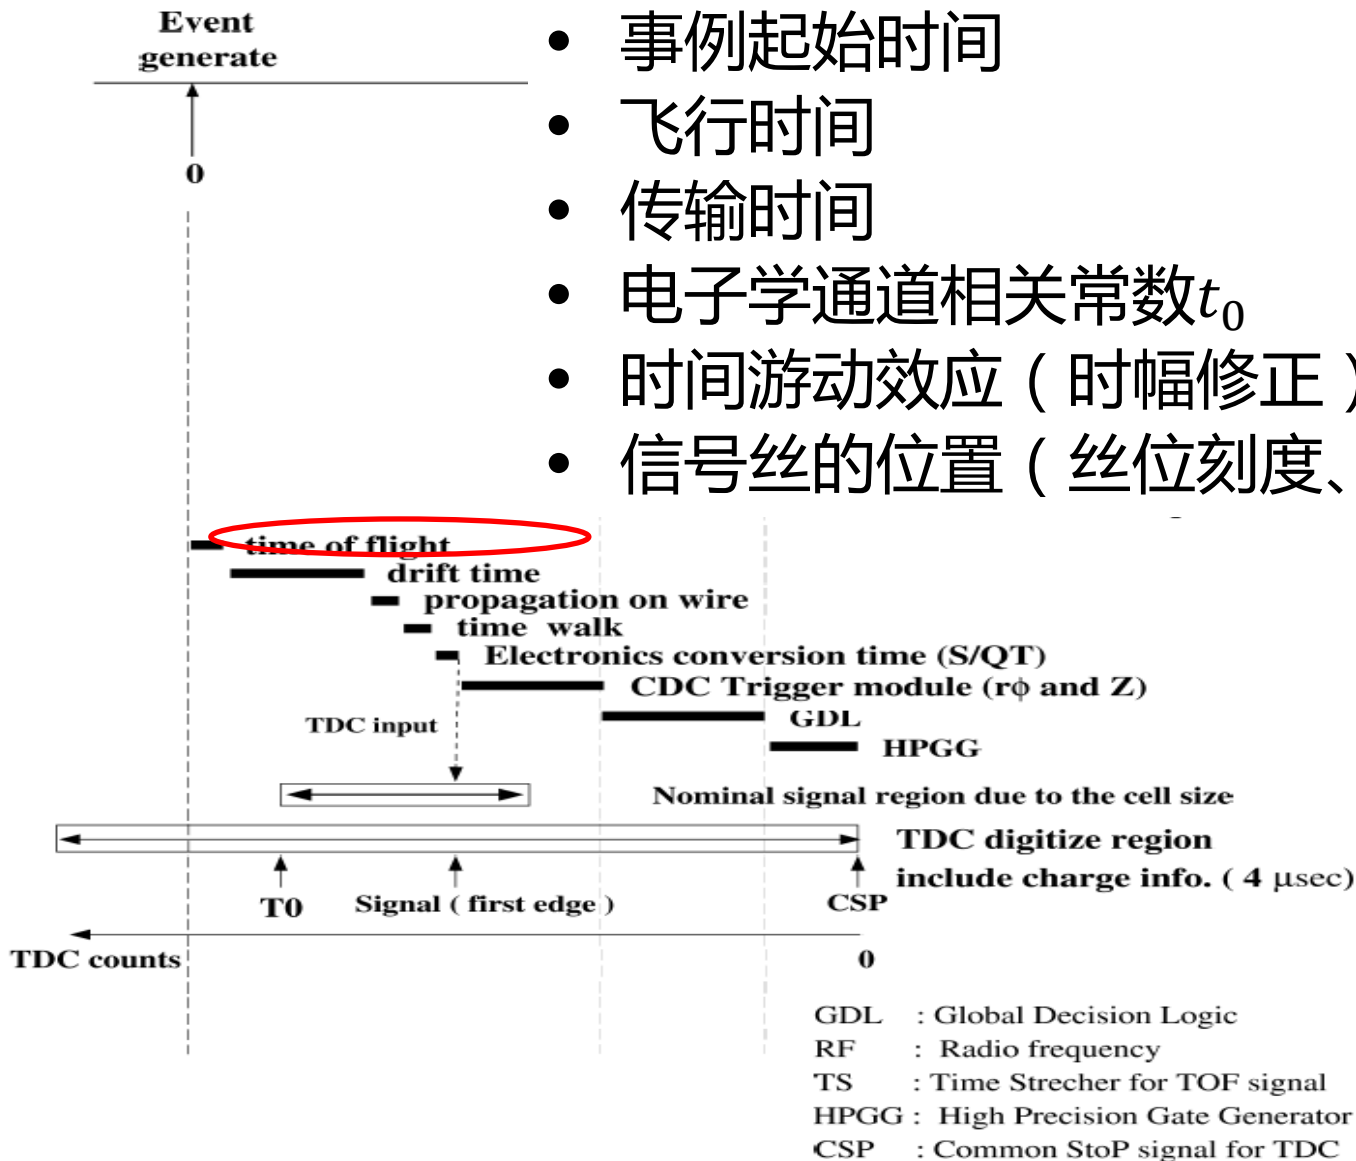 Event
generate
0
• 事例起始时间
• 飞行时间
• 传输时间
• 电子学通道相关常数t₀
• 时间游动效应（时幅修正）
• 信号丝的位置（丝位刻度、
time of flight
drift time
propagation on wire
time walk
Electronics conversion time (S/QT)
CDC Trigger module (rϕ and Z)
TDC input
GDL
HPGG
Nominal signal region due to the cell size
TDC digitize region
include charge info. ( 4 μsec)
T0
Signal ( first edge )
CSP
TDC counts
0
GDL : Global Decision Logic
RF : Radio frequency
TS : Time Strecher for TOF signal
HPGG : High Precision Gate Generator
CSP : Common StoP signal for TDC